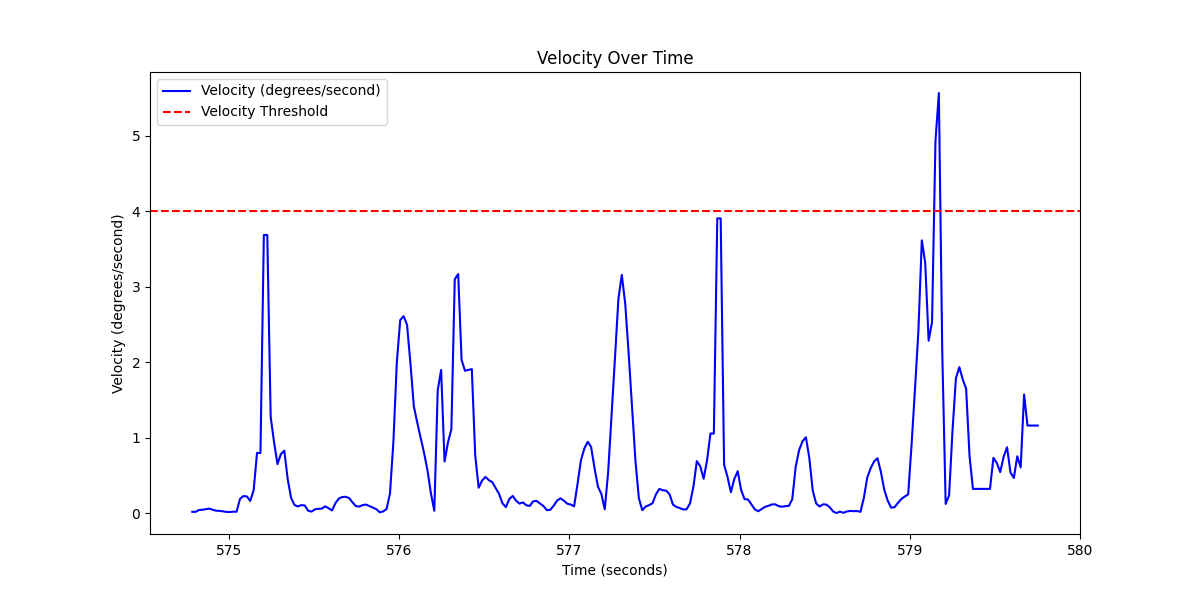 Velocity Over Time
Velocity (degrees/second)
Velocity Threshold
Velocity (degrees/second)
5
4
3
2
1
0
575 576 577 578 579 580
Time (seconds)